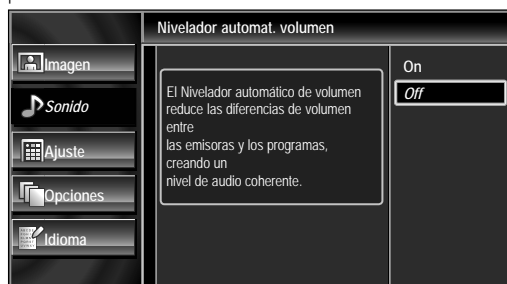 Nivelador automat. volumen
Imagen
Sonido
Ajuste
Opciones
Idioma
El Nivelador automático de volumen
reduce las diferencias de volumen
entre
las emisoras y los programas,
creando un
nivel de audio coherente.
On
Off